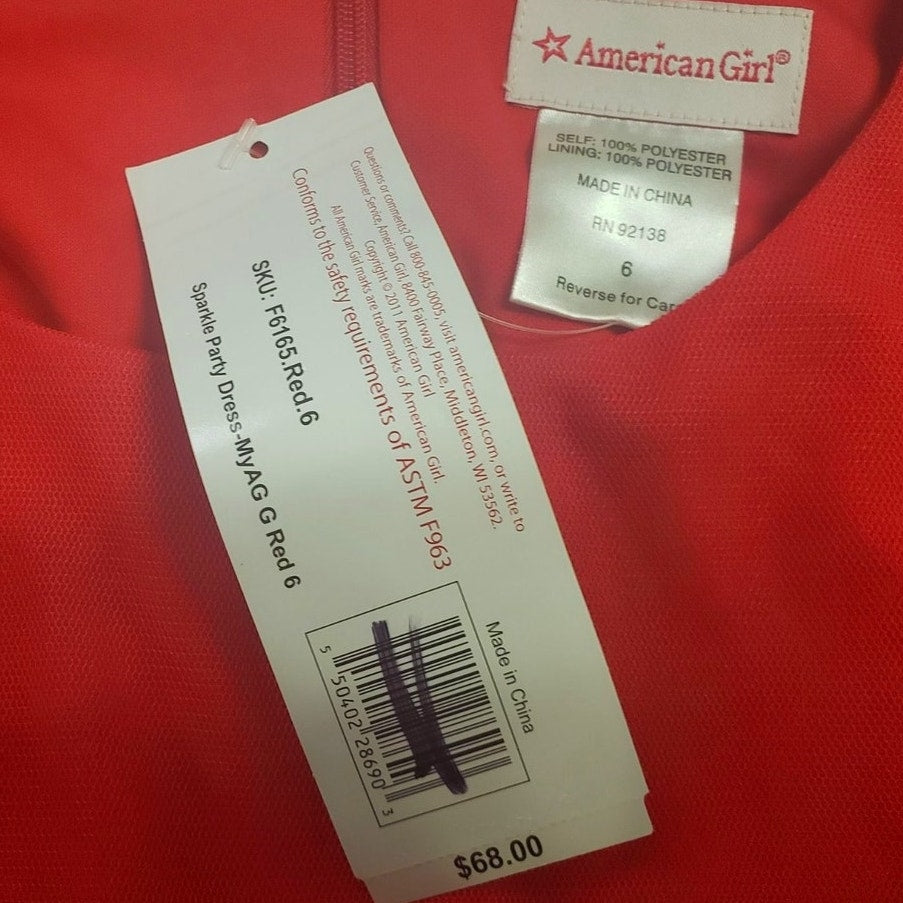 American Girl®
SELF: 100% POLYESTER
LINING: 100% POLYESTER
MADE IN CHINA
RN 92138
6
Reverse for
Questions or comments? Call 800-845-0005, visit americangirl.com, or write to
Customer Service, American Girl, 8400 Fairway Place, Middleton, WI 53562.
Copyright © 2011 American Girl
All American Girl marks are trademarks of American Girl.
Conforms to the safety requirements of ASTM F963
SKU: F6165.Red.6
Sparkle Party Dress-MyAG G Red 6
Made in China
5 50402 28690 3
$68.00